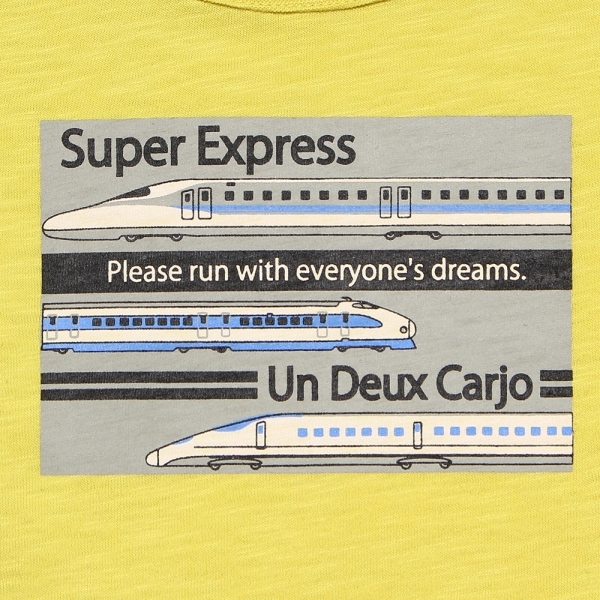 Super Express
Please run with everyone's dreams.
Un Deux Carjo